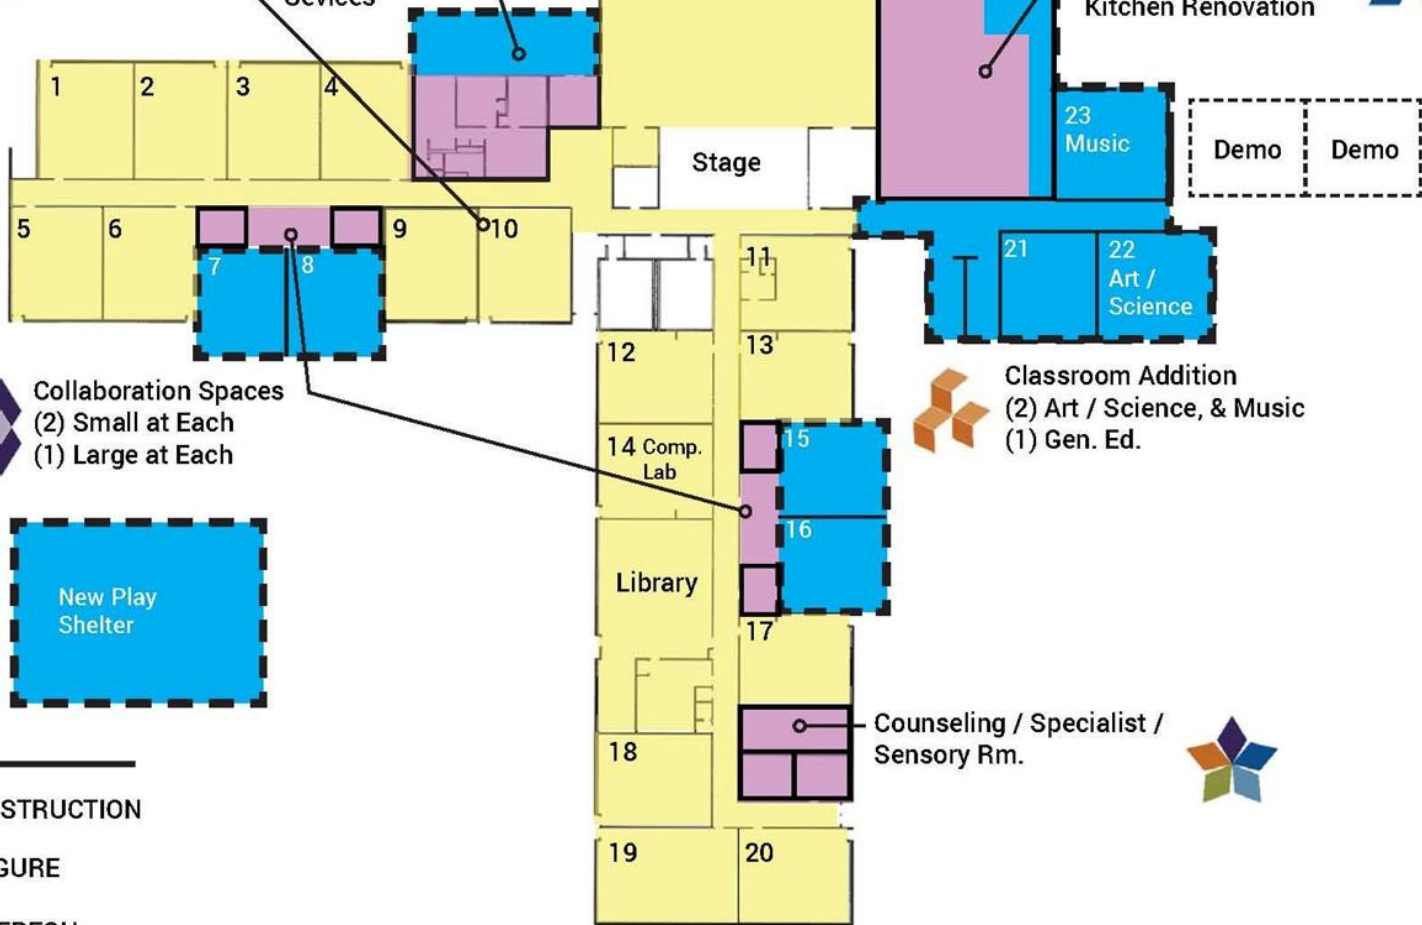 Kitchen Renovation
1
2
3
4
23
Music
Demo
Demo
Stage
5
6
7
8
9
10
11
21
22
Art /
Science
12
13
Collaboration Spaces
(2) Small at Each
(1) Large at Each
Classroom Addition
(2) Art / Science, & Music
(1) Gen. Ed.
14 Comp.
Lab
15
16
New Play
Shelter
Library
17
Counseling / Specialist /
Sensory Rm.
18
STRUCTION
GURE
19
20